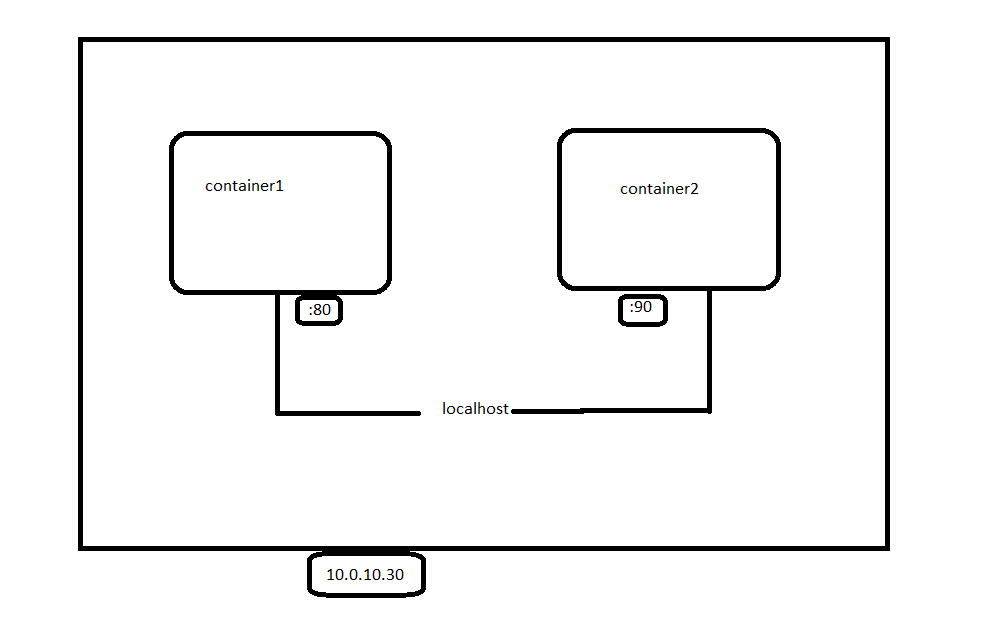 container1
container2
:80
:90
localhost
10.0.10.30